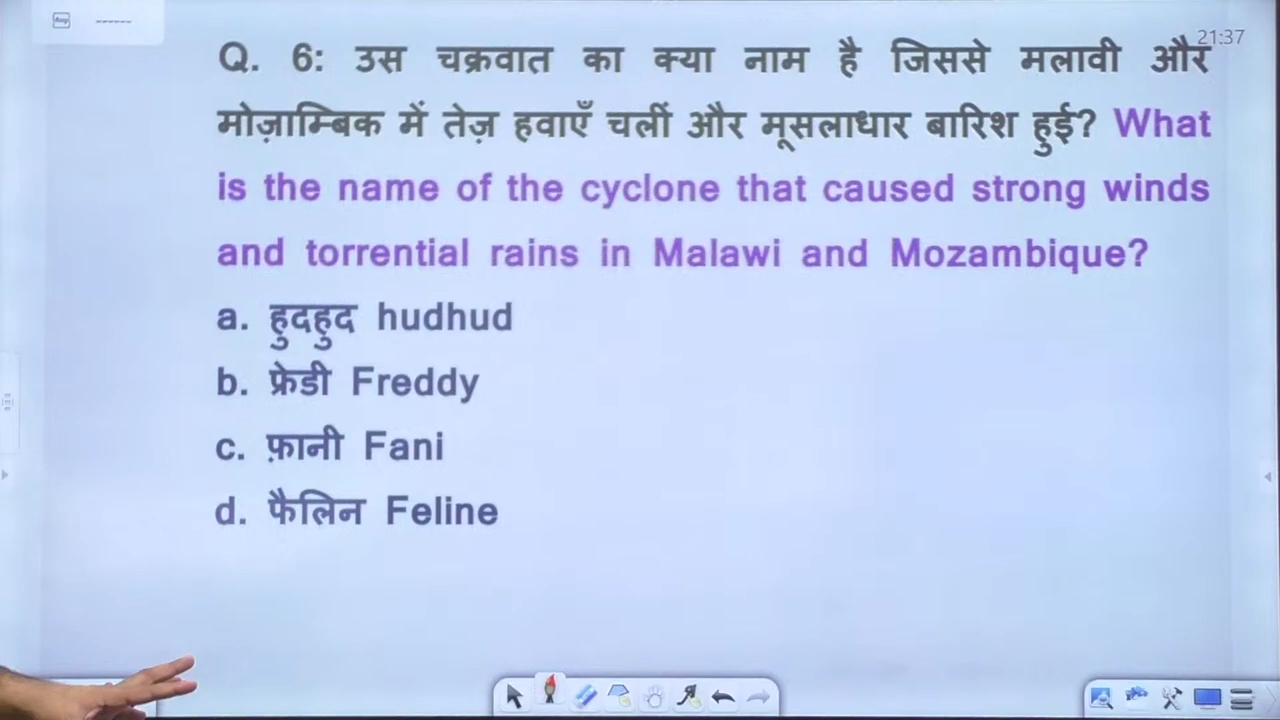 21:37
Q. 6: उस चक्रवात का क्या नाम है जिससे मलावी और
मोज़ाम्बिक में तेज़ हवाएँ चलीं और मूसलाधार बारिश हुई? What
is the name of the cyclone that caused strong winds
and torrential rains in Malawi and Mozambique?
a. हुदहुद hudhud
b. फ्रेडी Freddy
c. फ़ानी Fani
d. फैलिन Feline